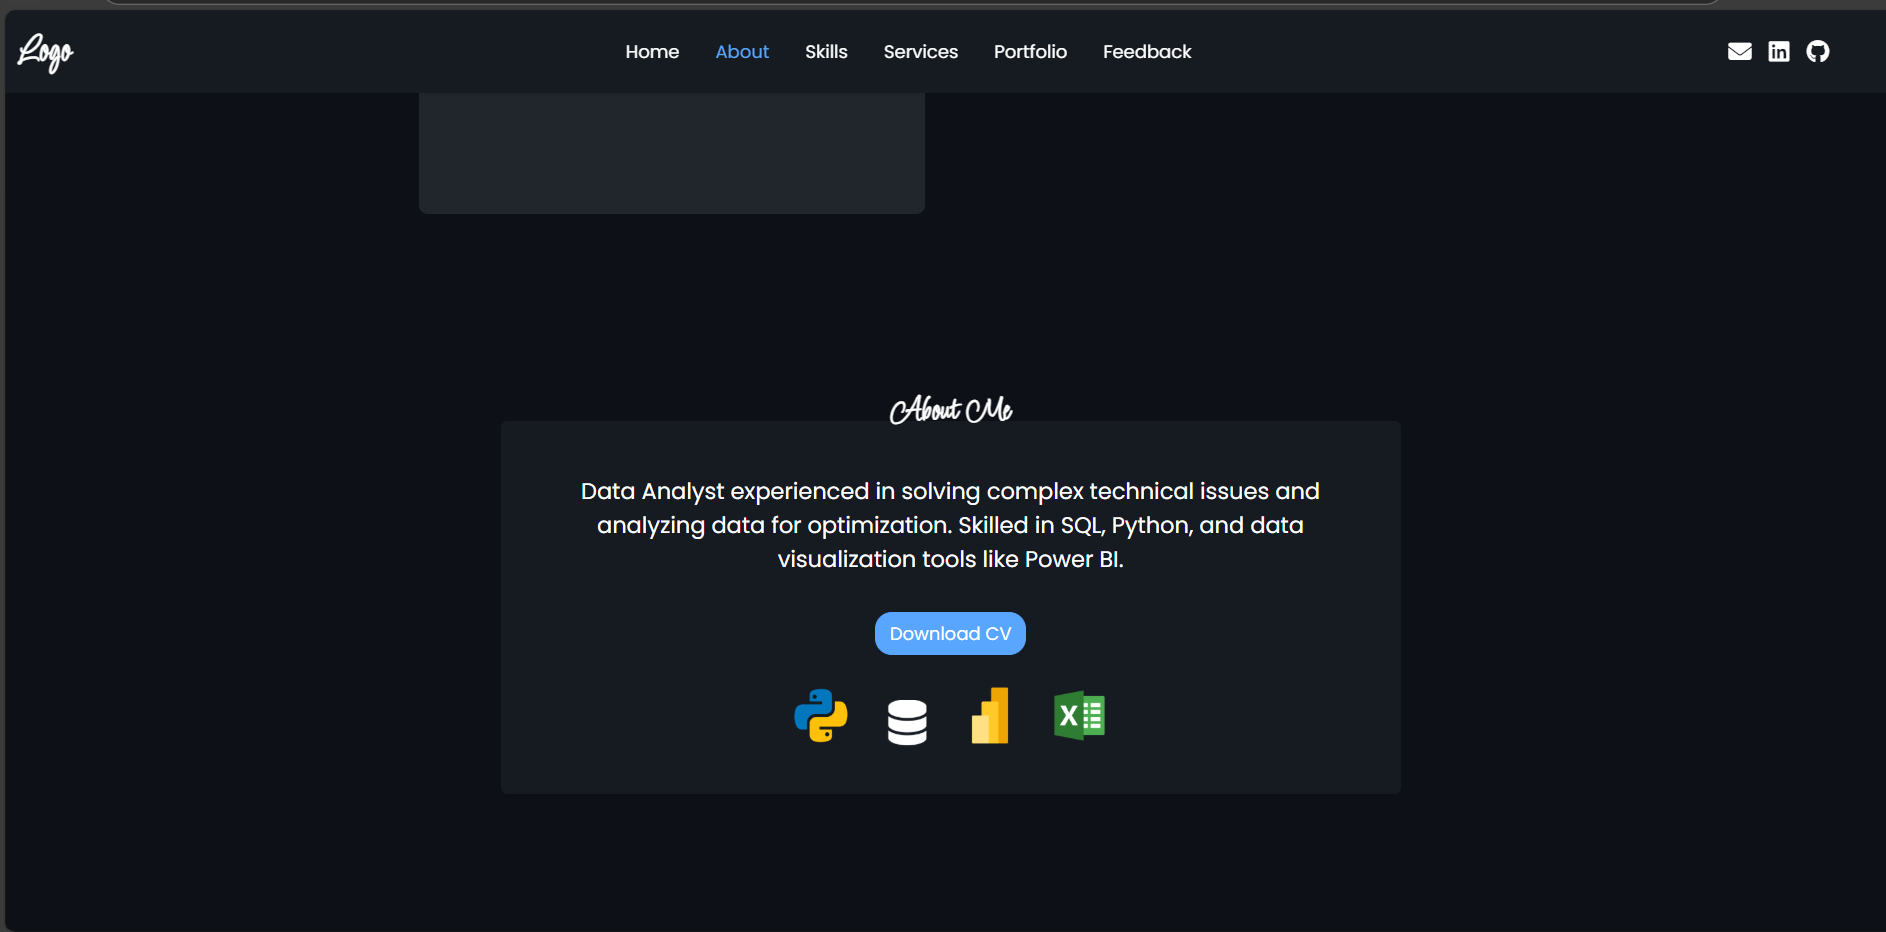 Logo
Home About Skills Services Portfolio Feedback
in
About Me
Data Analyst experienced in solving complex technical issues and
analyzing data for optimization. Skilled in SQL, Python, and data
visualization tools like Power BI.
Download CV
X